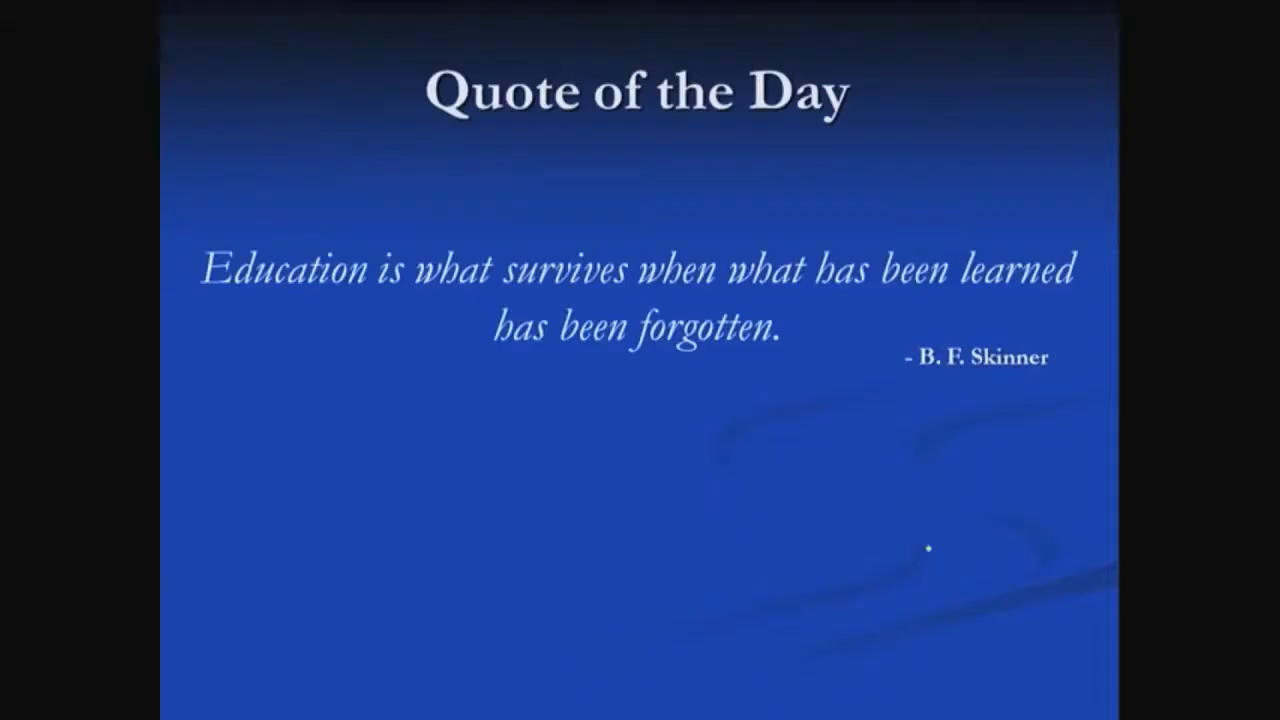 Quote of the Day
Education is what survives when what has been learned
has been forgotten.
- B. F. Skinner